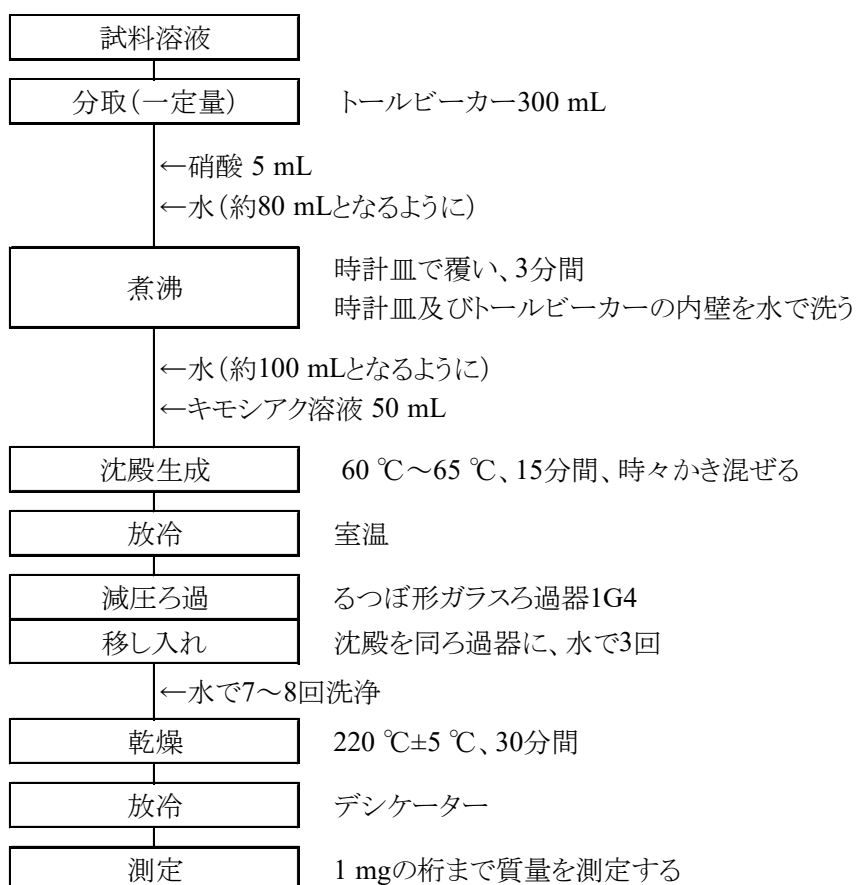 試料溶液
分取(一定量) トールビーカー300 mL
←硝酸 5 mL
←水(約80 mLとなるように)
煮沸 時計皿で覆い、3分間
時計皿及びトールビーカーの内壁を水で洗う
←水(約100 mLとなるように)
←キモシアク溶液 50 mL
沈殿生成 60 ℃~65 ℃、15分間、時々かき混ぜる
放冷 室温
減圧ろ過 るつぼ形ガラスろ過器1G4
移し入れ 沈殿を同ろ過器に、水で3回
←水で7~8回洗浄
乾燥 220 ℃±5 ℃、30分間
放冷 デシケーター
測定 1 mgの桁まで質量を測定する